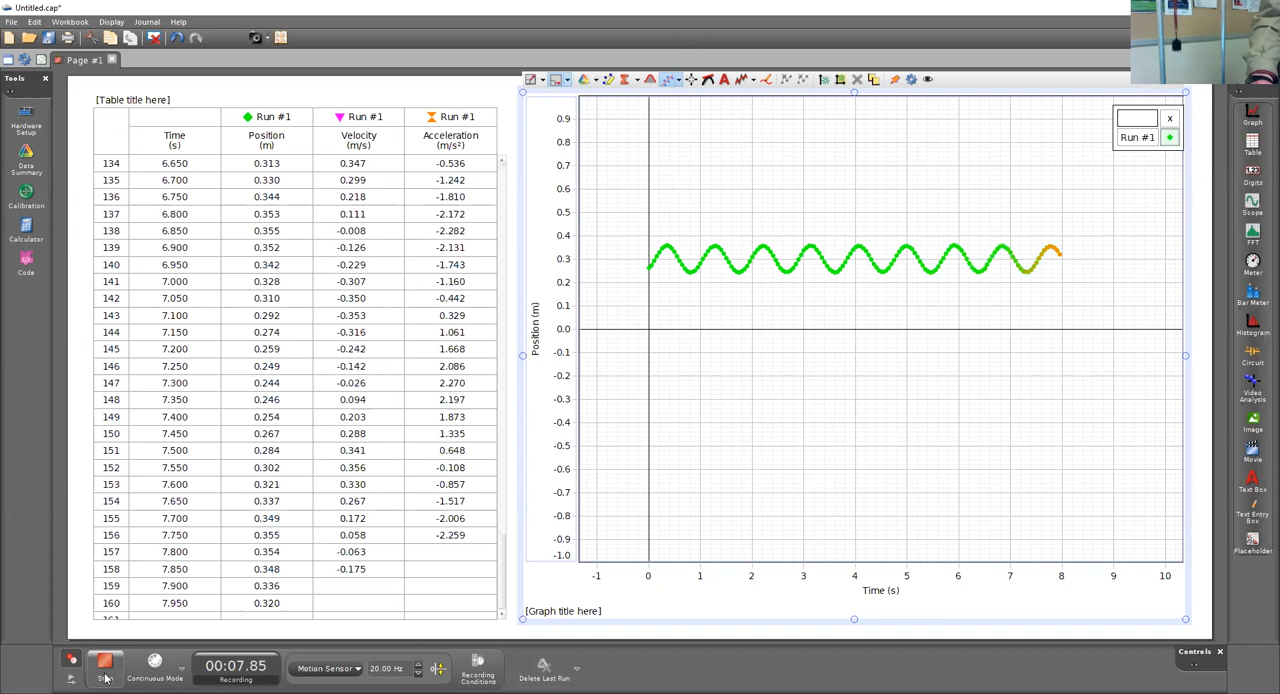 Untitled.cap*
File Edit Workbook Display Journal Help
Page #1
Tools
Hardware Setup
Data Summary
Calibration
Calculator
Code
[Table title here]
Run #1 Run #1 Run #1
Time (s) Position (m) Velocity (m/s) Acceleration (m/s²)
134 6.650 0.313 0.347 -0.536
135 6.700 0.330 0.299 -1.242
136 6.750 0.344 0.218 -1.810
137 6.800 0.353 0.111 -2.172
138 6.850 0.355 -0.008 -2.282
139 6.900 0.352 -0.126 -2.131
140 6.950 0.342 -0.229 -1.743
141 7.000 0.328 -0.307 -1.160
142 7.050 0.310 -0.350 -0.442
143 7.100 0.292 -0.353 0.329
144 7.150 0.274 -0.316 1.061
145 7.200 0.259 -0.242 1.668
146 7.250 0.249 -0.142 2.086
147 7.300 0.244 -0.026 2.270
148 7.350 0.246 0.094 2.197
149 7.400 0.254 0.203 1.873
150 7.450 0.267 0.288 1.335
151 7.500 0.284 0.341 0.648
152 7.550 0.302 0.356 -0.108
153 7.600 0.321 0.330 -0.857
154 7.650 0.337 0.267 -1.517
155 7.700 0.349 0.172 -2.006
156 7.750 0.355 0.058 -2.259
157 7.800 0.354 -0.063
158 7.850 0.348 -0.175
159 7.900 0.336
160 7.950 0.320
x
Run #1
0.9
0.8
0.7
0.6
0.5
0.4
0.3
0.2
0.1
0.0
-0.1
-0.2
-0.3
-0.4
-0.5
-0.6
-0.7
-0.8
-0.9
-1.0
Position (m)
-1 0 1 2 3 4 5 6 7 8 9 10
Time (s)
[Graph title here]
Graph
Table
Digits
Scope
FFT
Meter
Bar Meter
Histogram
Circuit
Video Analysis
Image
Movie
Text Box
Text Entry Box
Placeholder
Controls
Continuous Mode
00:07.85
Recording
Motion Sensor
20.00 Hz
Recording Conditions
Delete Last Run